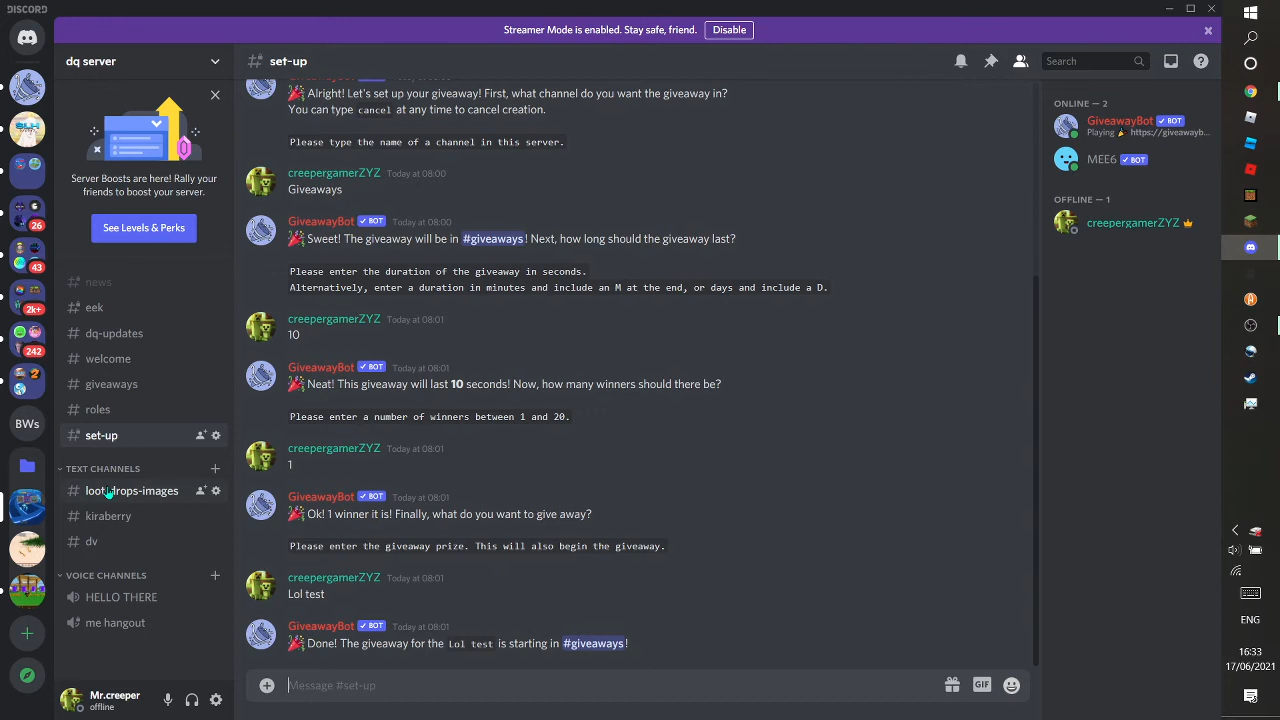 DISCORD
Streamer Mode is enabled. Stay safe, friend.
Disable
dq server
set-up
Search
Server Boosts are here! Rally your
friends to boost your server.
See Levels & Peaks
news
eek
dq-updates
welcome
giveaways
roles
set-up
TEXT CHANNELS
loot-drops-images
kiraberry
dv
VOICE CHANNELS
HELLO THERE
me hangout
Mr.creeper
offline
26
43
2k+
242
BWs
Alright! Let's set up your giveaway! First, what channel do you want the giveaway in?
You can type cancel at any time to cancel creation.
Please type the name of a channel in this server.
creepergamerZYZ Today at 08:00
Giveaways
GiveawayBot BOT Today at 08:00
Sweet! The giveaway will be in #giveaways! Next, how long should the giveaway last?
Please enter the duration of the giveaway in seconds.
Alternatively, enter a duration in minutes and include an M at the end, or days and include a D.
creepergamerZYZ Today at 08:01
10
GiveawayBot BOT Today at 08:01
Neat! This giveaway will last 10 seconds! Now, how many winners should there be?
Please enter a number of winners between 1 and 20.
creepergamerZYZ Today at 08:01
1
GiveawayBot BOT Today at 08:01
Ok! 1 winner it is! Finally, what do you want to give away?
Please enter the giveaway prize. This will also begin the giveaway.
creepergamerZYZ Today at 08:01
Lol test
GiveawayBot BOT Today at 08:01
Done! The giveaway for the Lol test is starting in #giveaways!
Message #set-up
GIF
ONLINE — 2
GiveawayBot BOT
Playing https://giveawayb...
MEE6 BOT
OFFLINE — 1
creepergamerZYZ
ENG
16:33
17/06/2021